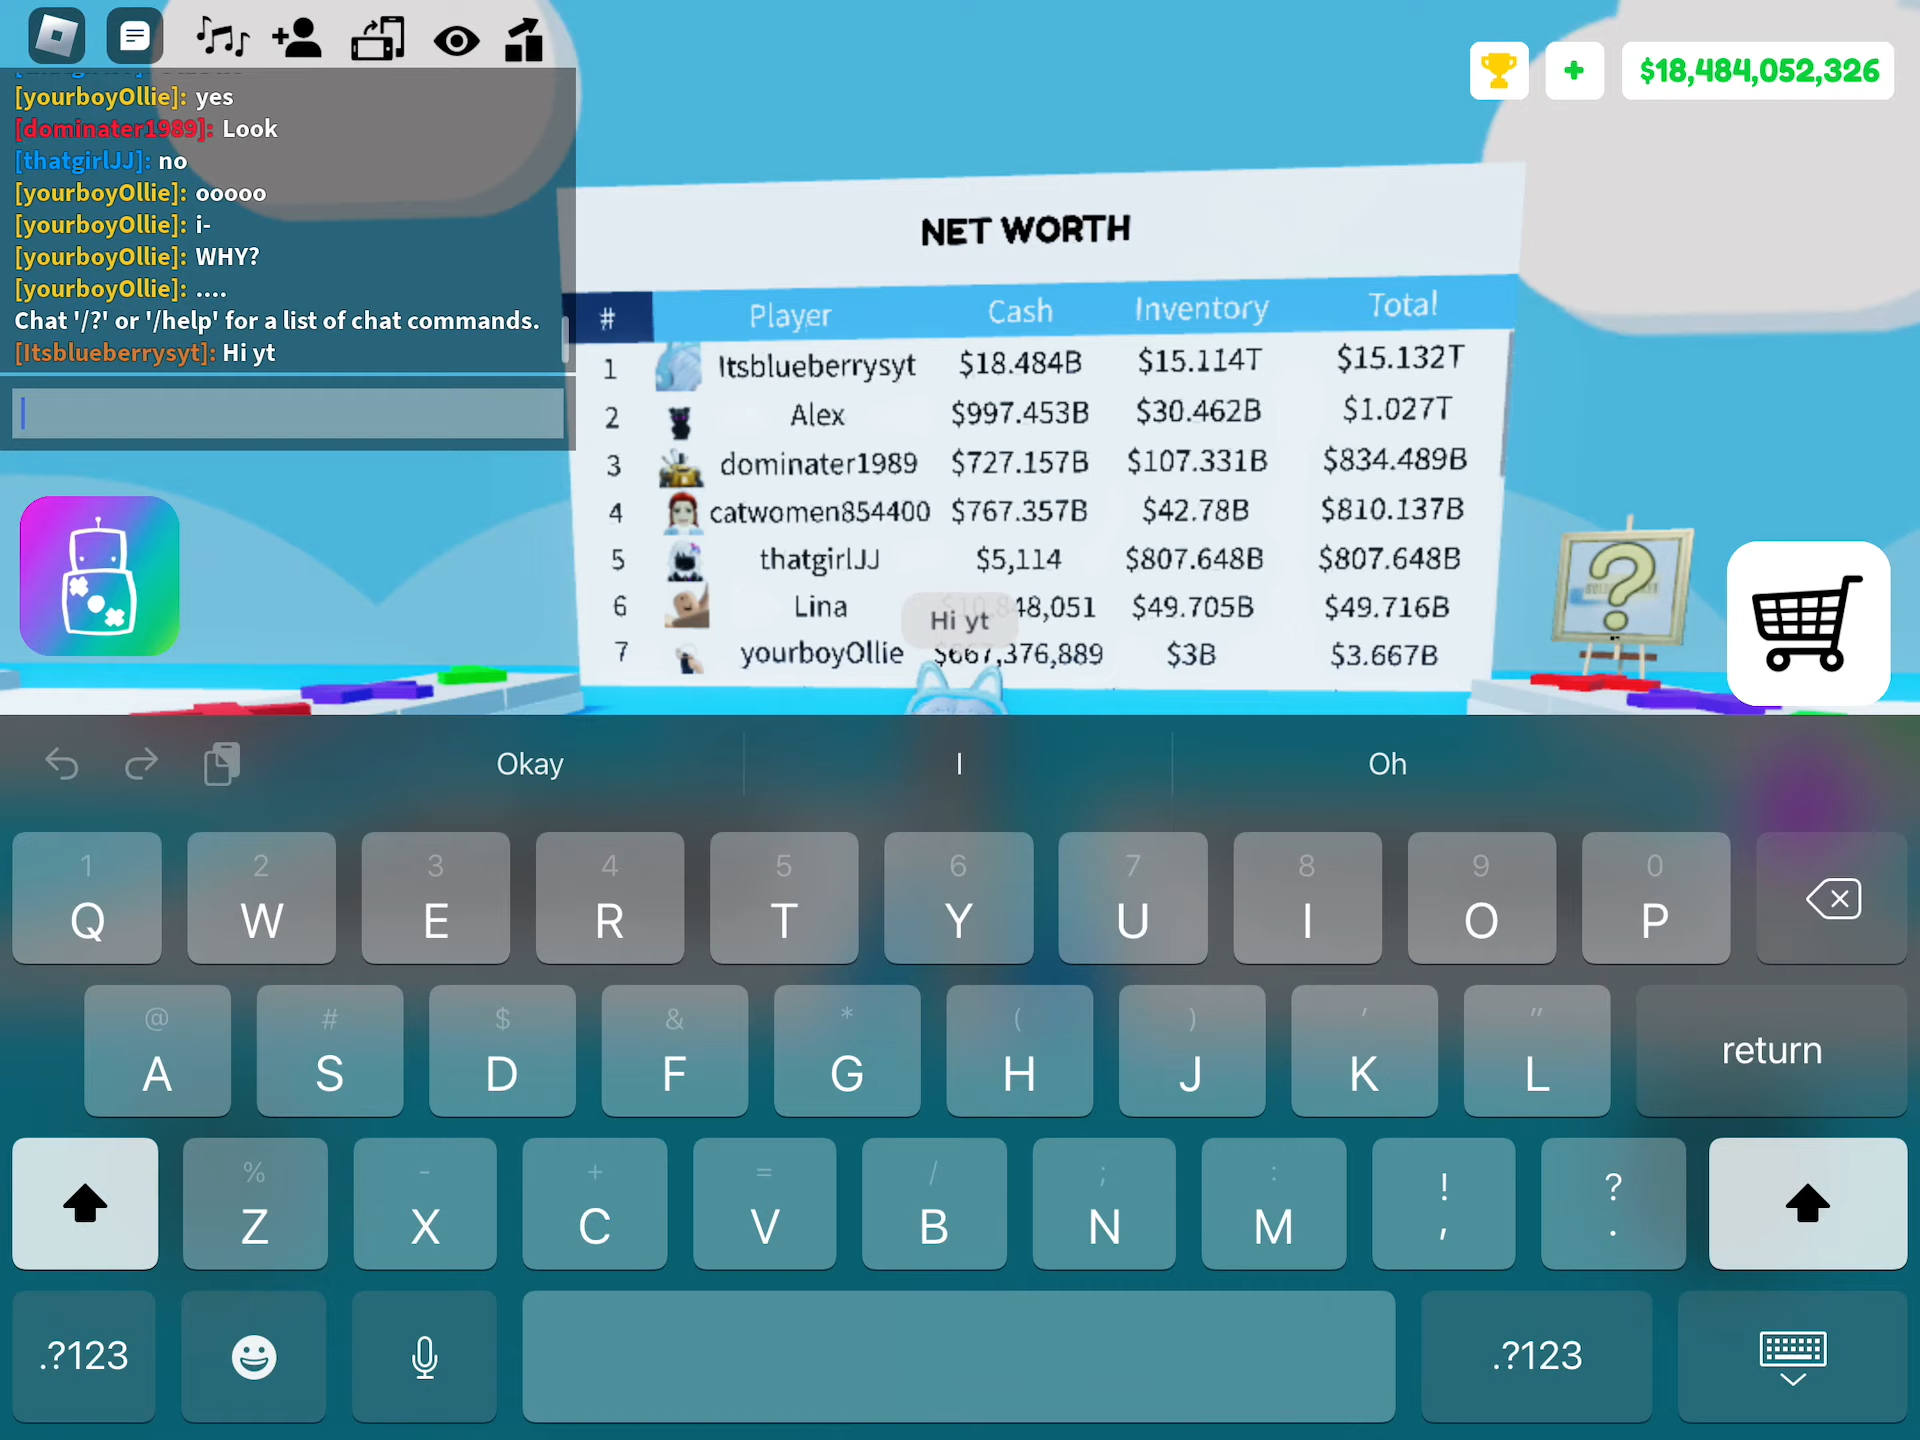 $18,484,052,326
[yourboyOllie]: yes
[dominater1989]: Look
[thatgirlJJ]: no
[yourboyOllie]: ooooo
[yourboyOllie]: i-
[yourboyOllie]: WHY?
[yourboyOllie]: ....
Chat '/?' or '/help' for a list of chat commands.
[Itsblueberrysyt]: Hi yt
NET WORTH
# Player Cash Inventory Total
1 Itsblueberrysyt $18.484B $15.114T $15.132T
2 Alex $997.453B $30.462B $1.027T
3 dominater1989 $727.157B $107.331B $834.489B
4 catwomen854400 $767.357B $42.78B $810.137B
5 thatgirlJJ $5,114 $807.648B $807.648B
6 Lina $10,848,051 $49.705B $49.716B
Hi yt
7 yourboyOllie $667,376,889 $3B $3.667B
?
Okay I Oh
1 2 3 4 5 6 7 8 9 0
Q W E R T Y U I O P
@ # $ & * ( ) ' "
A S D F G H J K L return
% - + = / ; : ! ?
Z X C V B N M , .
.?123 .?123